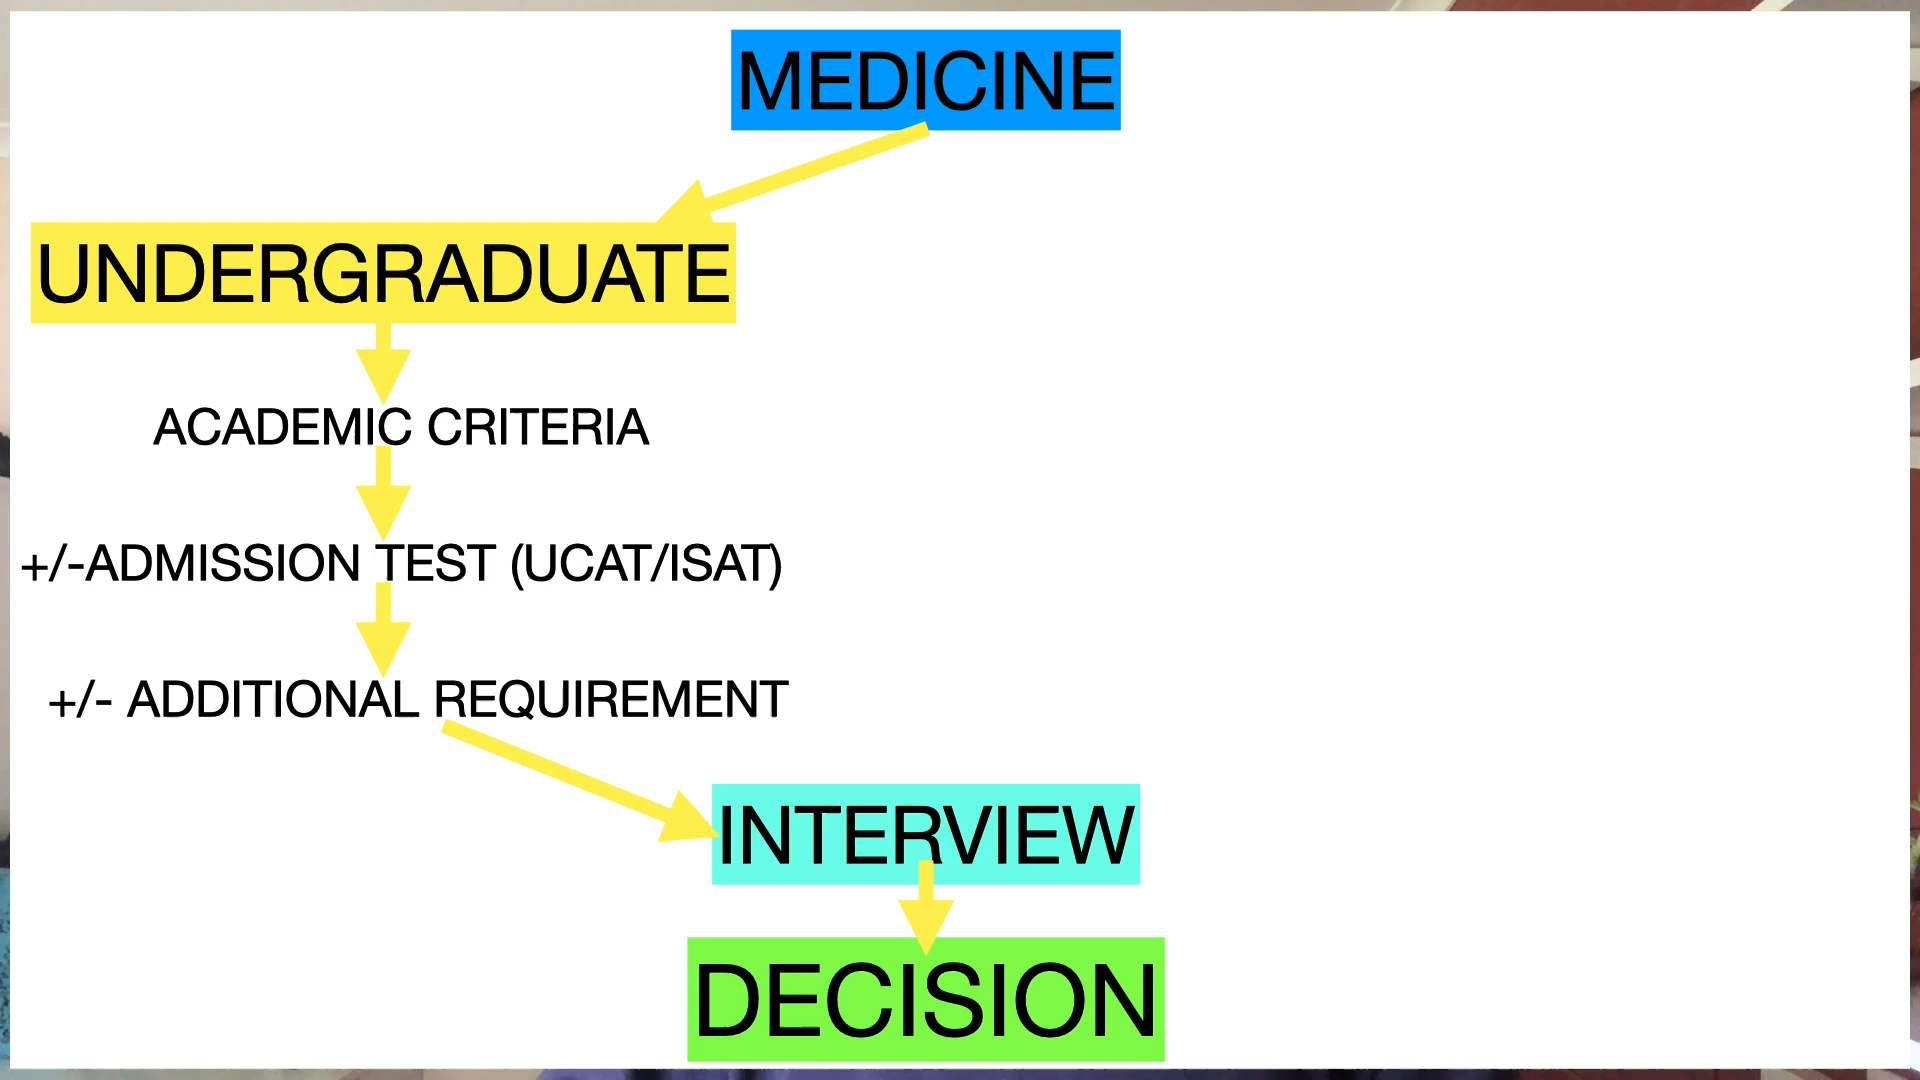 MEDICINE
UNDERGRADUATE
ACADEMIC CRITERIA
+/-ADMISSION TEST (UCAT/ISAT)
+/- ADDITIONAL REQUIREMENT
INTERVIEW
DECISION